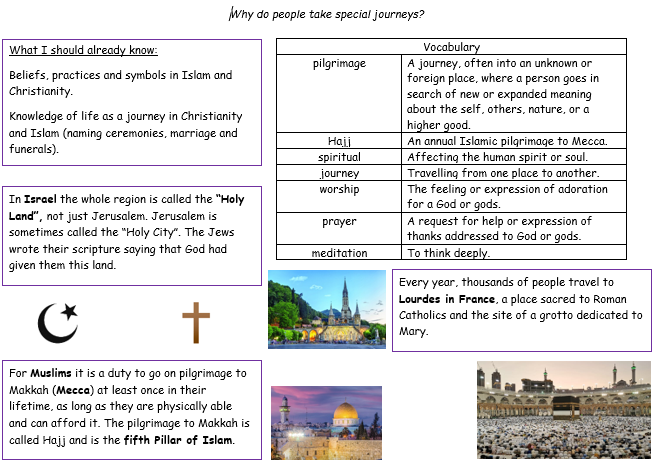 Why do people take special journeys?
What I should already know:
Beliefs, practices and symbols in Islam and
Christianity.
Knowledge of life as a journey in Christianity
and Islam (naming ceremonies, marriage and
funerals).
Vocabulary
pilgrimage
A journey, often into an unknown or
foreign place, where a person goes in
search of new or expanded meaning
about the self, others, nature, or a
higher good.
Hajj
An annual Islamic pilgrimage to Mecca.
spiritual
Affecting the human spirit or soul.
journey
Travelling from one place to another.
worship
The feeling or expression of adoration
for a God or gods.
prayer
A request for help or expression of
thanks addressed to God or gods.
meditation
To think deeply.
In Israel the whole region is called the “Holy
Land”, not just Jerusalem. Jerusalem is
sometimes called the “Holy City”. The Jews
wrote their scripture saying that God had
given them this land.
Every year, thousands of people travel to
Lourdes in France, a place sacred to Roman
Catholics and the site of a grotto dedicated to
Mary.
For Muslims it is a duty to go on pilgrimage to
Makkah (Mecca) at least once in their
lifetime, as long as they are physically able
and can afford it. The pilgrimage to Makkah is
called Hajj and is the fifth Pillar of Islam.